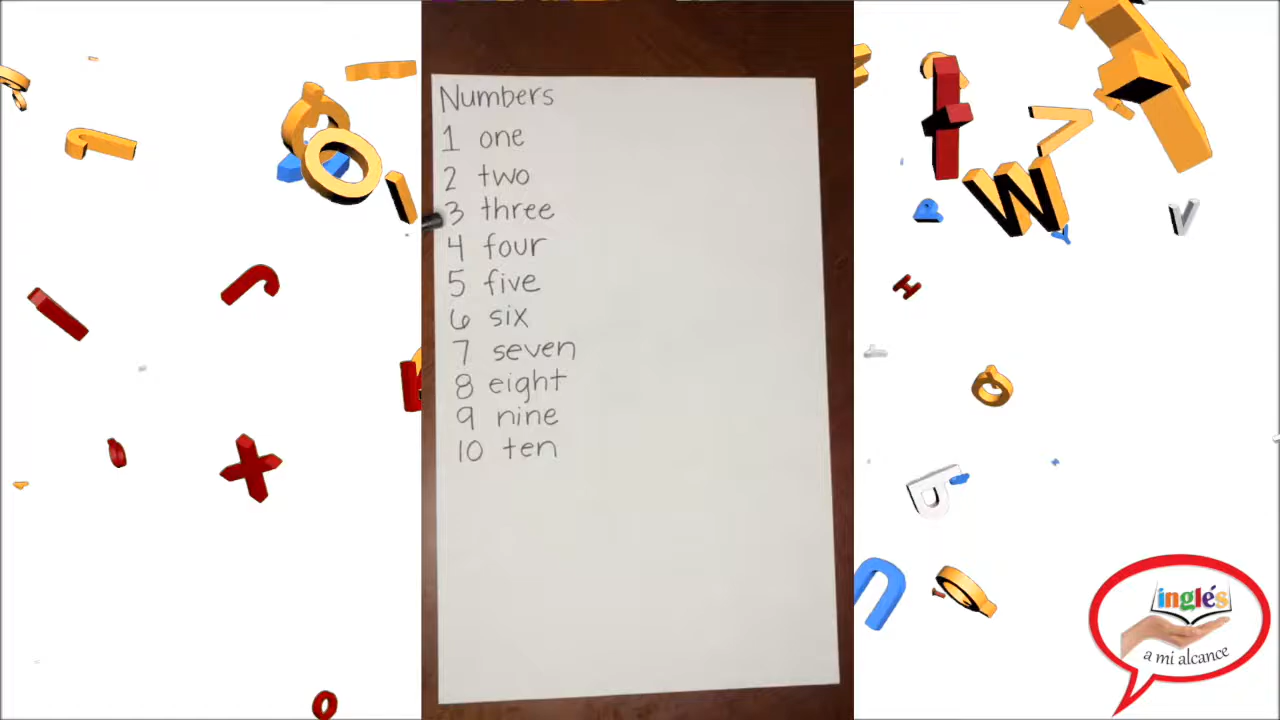 Numbers
1 one
2 two
3 three
4 four
5 five
6 six
7 seven
8 eight
9 nine
10 ten
inglés
a mi alcance